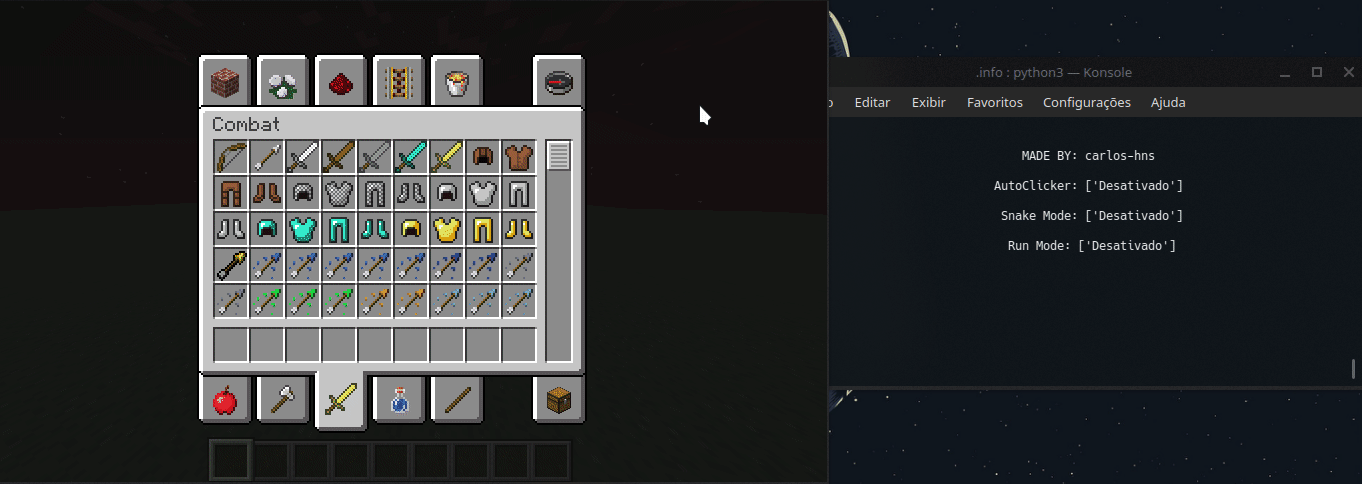 Combat
.info : python3 — Konsole
Editar Exibir Favoritos Configurações Ajuda
MADE BY: carlos-hns
AutoClicker: ['Desativado']
Snake Mode: ['Desativado']
Run Mode: ['Desativado']